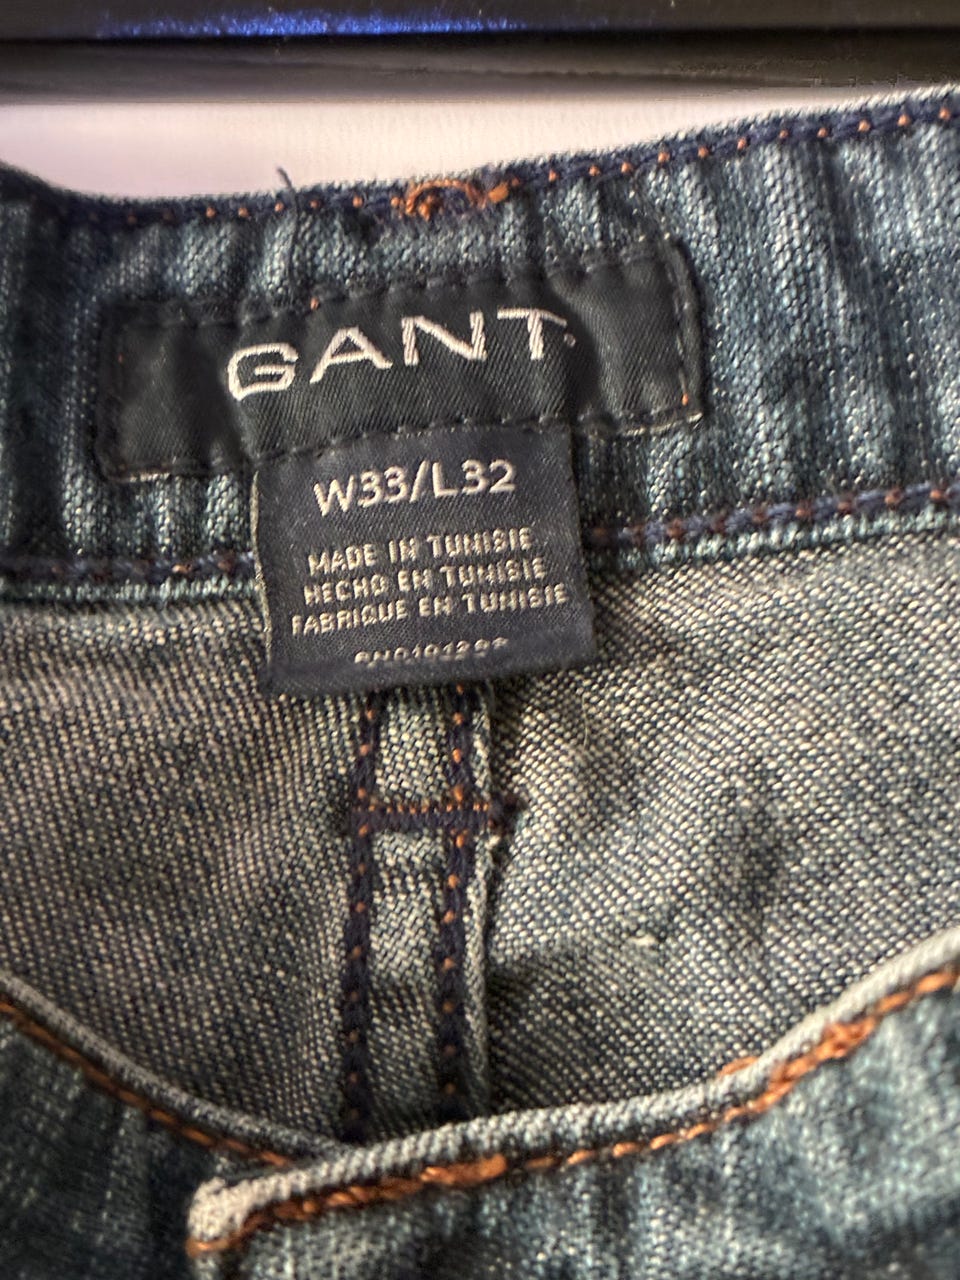 GANT
W33/L32
MADE IN TUNISIE
HECHO EN TUNISIE
FABRIQUE EN TUNISIE